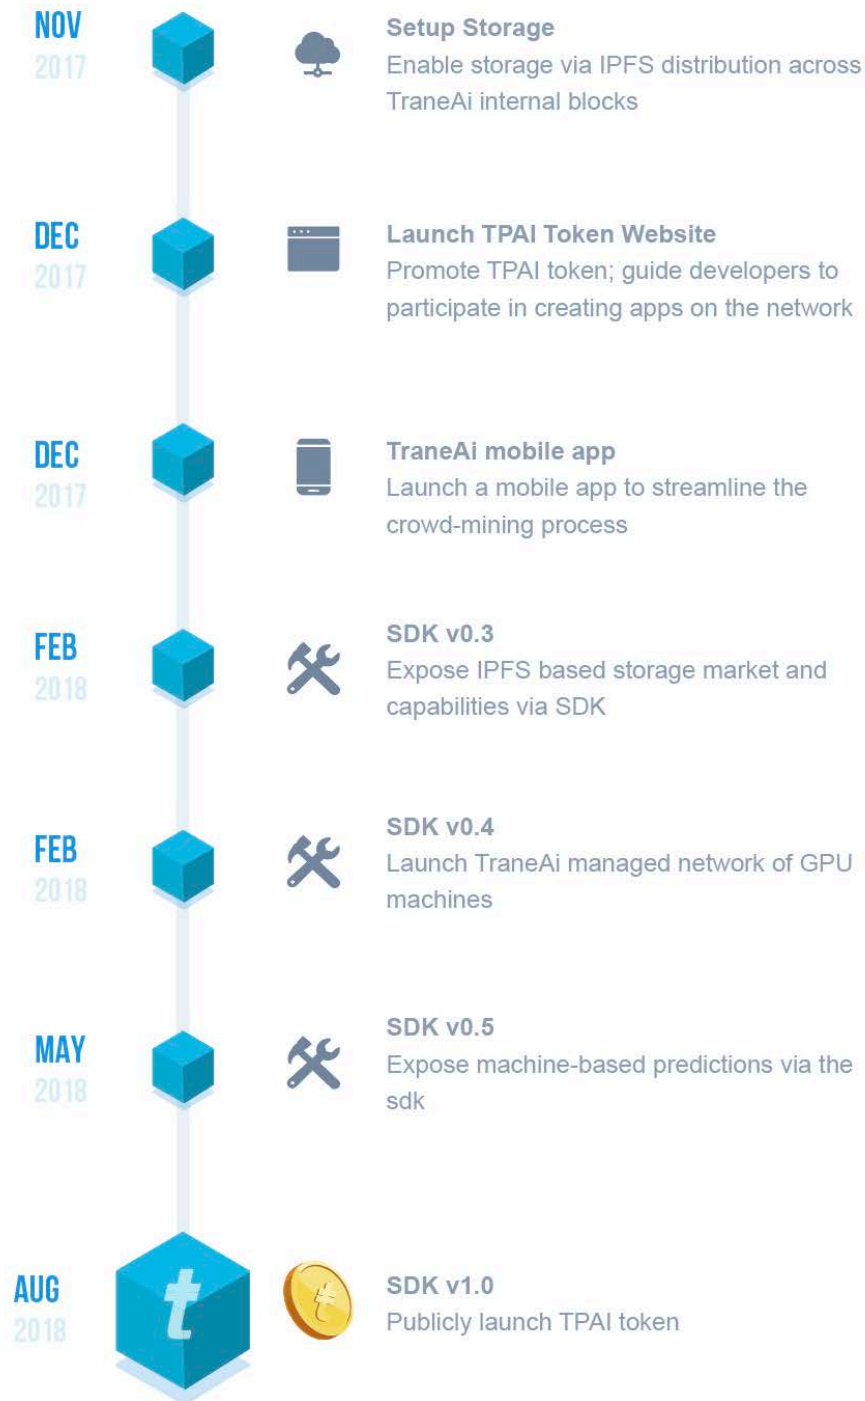 NOV
2017
Setup Storage
Enable storage via IPFS distribution across
TraneAi internal blocks
DEC
2017
Launch TPAI Token Website
Promote TPAI token; guide developers to
participate in creating apps on the network
DEC
2017
TraneAi mobile app
Launch a mobile app to streamline the
crowd-mining process
FEB
2018
SDK v0.3
Expose IPFS based storage market and
capabilities via SDK
FEB
2018
SDK v0.4
Launch TraneAi managed network of GPU
machines
MAY
2018
SDK v0.5
Expose machine-based predictions via the
sdk
AUG
2018
t
t
SDK v1.0
Publicly launch TPAI token